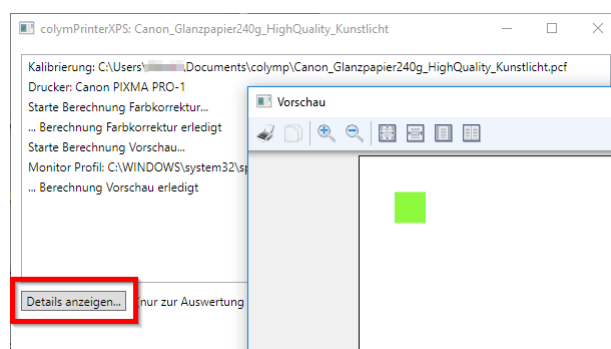 colymPrinterXPS: Canon_Glanzpapier240g_HighQuality_Kunstlicht
Kalibrierung: C:\Users\ \Documents\colymp\Canon_Glanzpapier240g_HighQuality_Kunstlicht.pcf
Drucker: Canon PIXMA PRO-1
Starte Berechnung Farbkorrektur...
... Berechnung Farbkorrektur erledigt
Starte Berechnung Vorschau...
Monitor Profil: C:\WINDOWS\system32\
... Berechnung Vorschau erledigt
Vorschau
Details anzeigen...
nur zur Auswertung